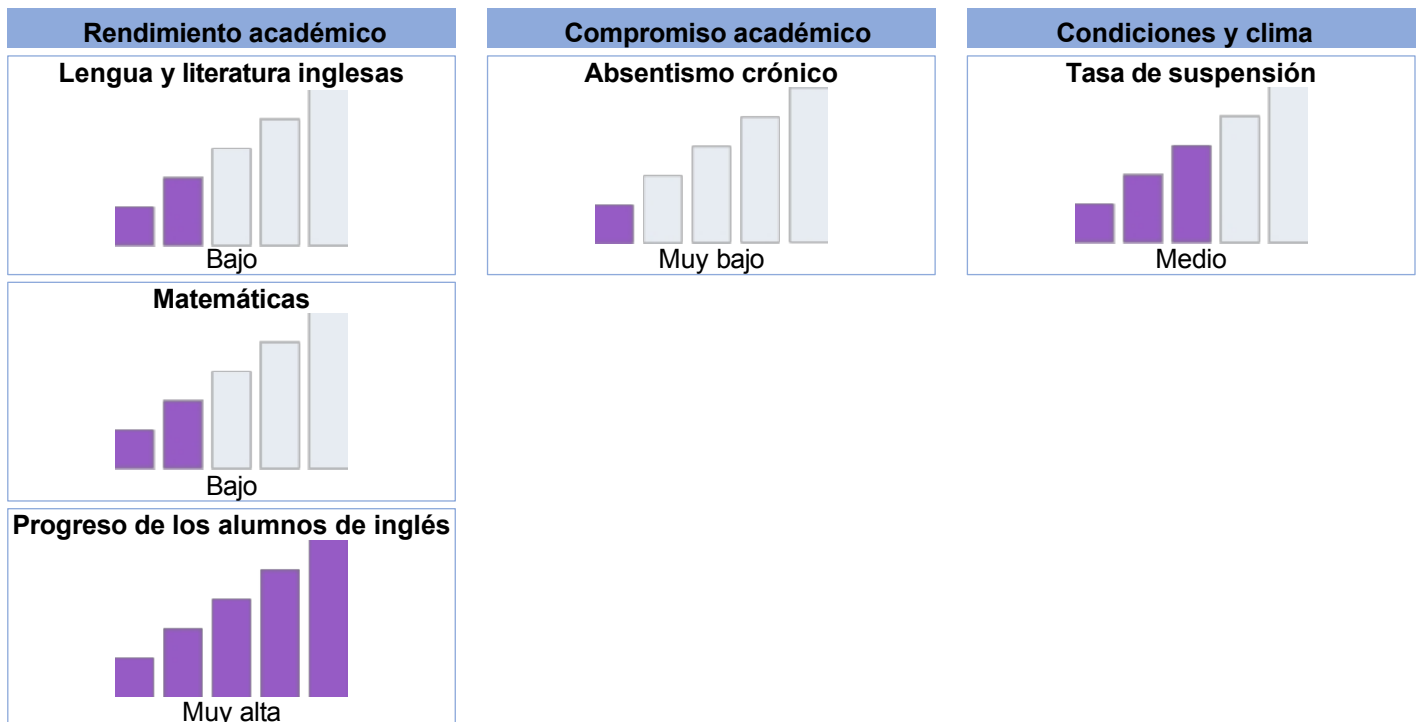 Rendimiento académico
Lengua y literatura inglesas
Bajo
Matemáticas
Bajo
Progreso de los alumnos de inglés
Muy alta
Compromiso académico
Absentismo crónico
Muy bajo
Condiciones y clima
Tasa de suspensión
Medio